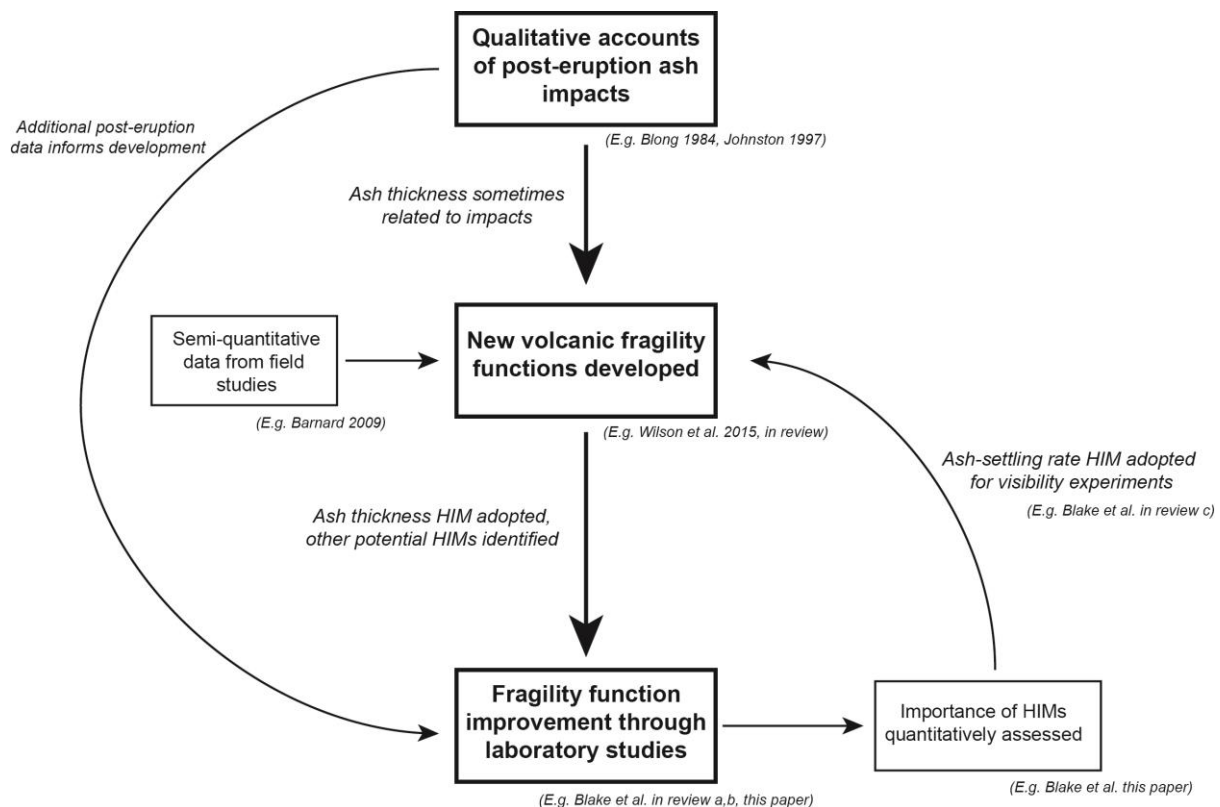 Qualitative accounts
of post-eruption ash
impacts
(E.g. Blong 1984, Johnston 1997)
Additional post-eruption
data informs development
Ash thickness sometimes
related to impacts
Semi-quantitative
data from field
studies
(E.g. Barnard 2009)
New volcanic fragility
functions developed
(E.g. Wilson et al. 2015, in review)
Ash-settling rate HIM adopted
for visibility experiments
(E.g. Blake et al. in review c)
Ash thickness HIM adopted,
other potential HIMs identified
Fragility function
improvement through
laboratory studies
(E.g. Blake et al. in review a,b, this paper)
Importance of HIMs
quantitatively assessed
(E.g. Blake et al. this paper)